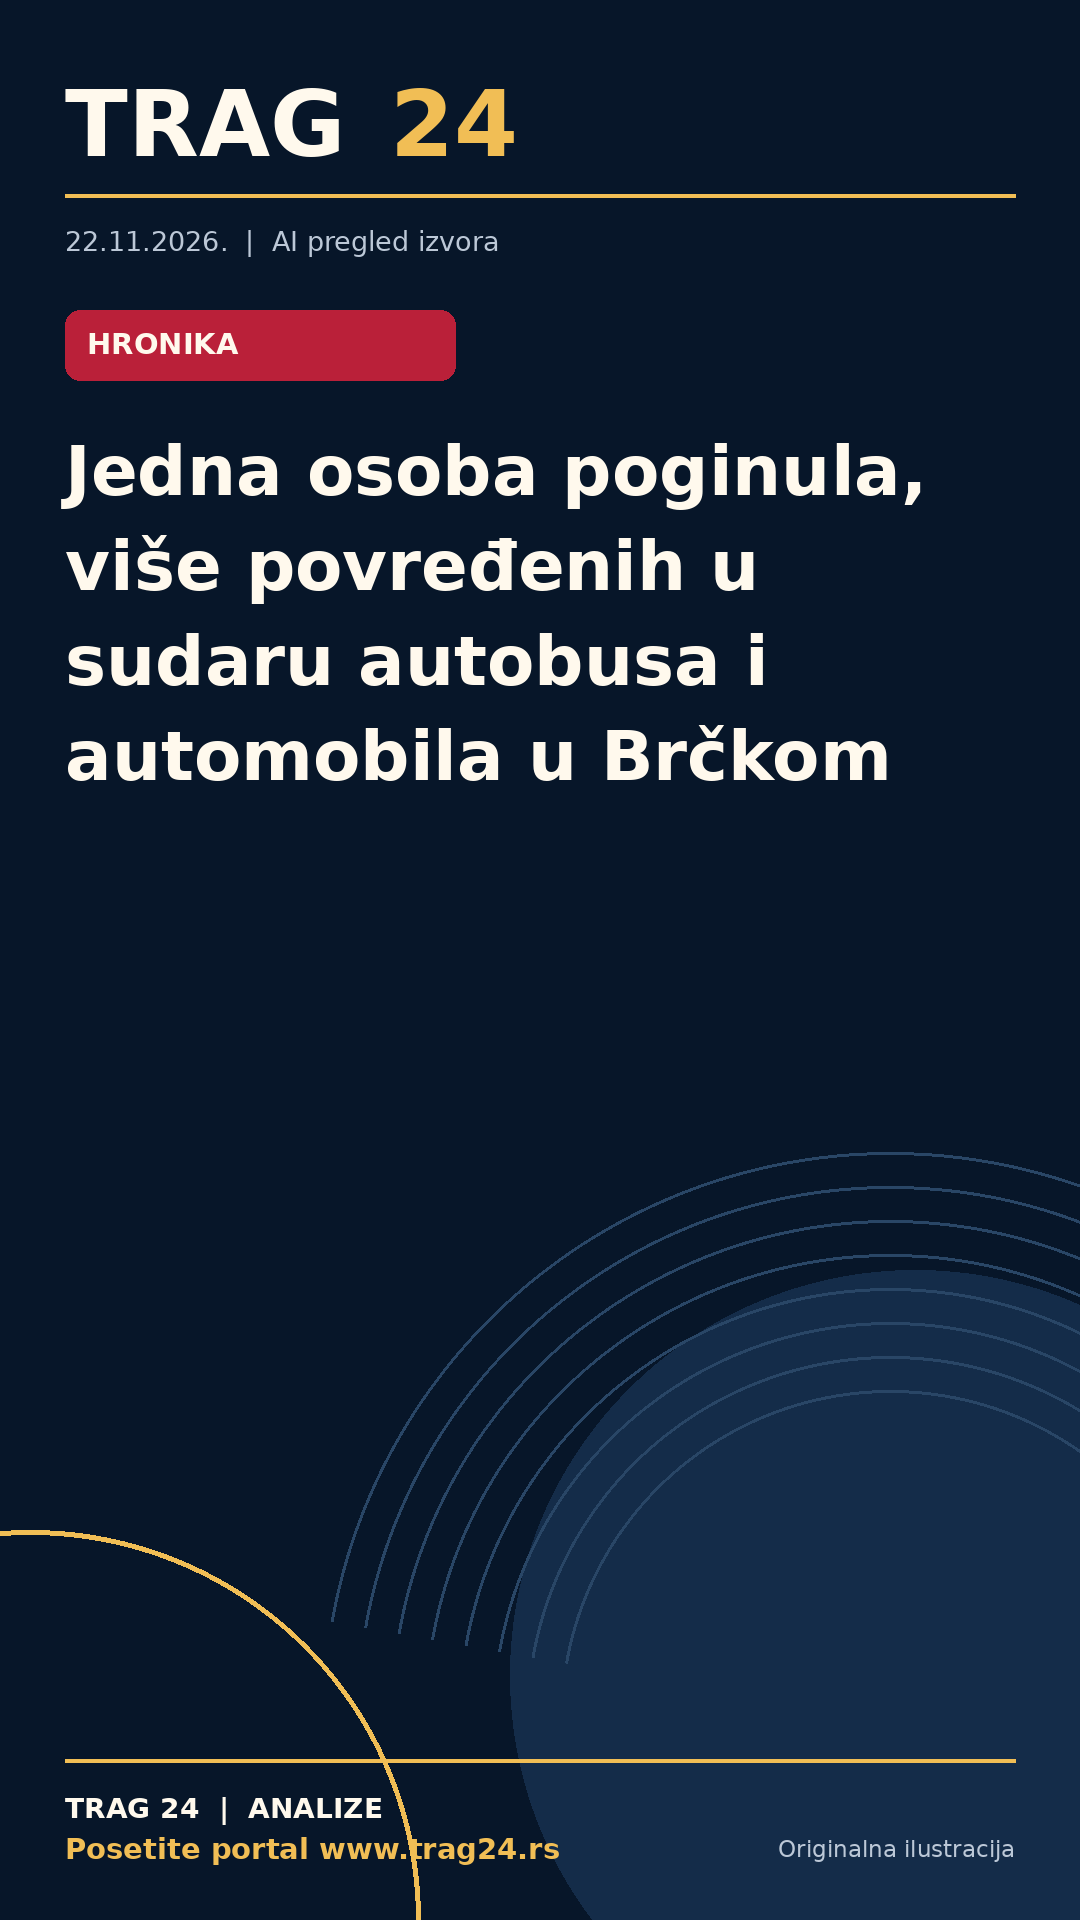 TRAG 24
22.11.2026. | AI pregled izvora
HRONIKA
Jedna osoba poginula,
više povređenih u
sudaru autobusa i
automobila u Brčkom
TRAG 24 | ANALIZE
Posetite portal www.trag24.rs
Originalna ilustracija